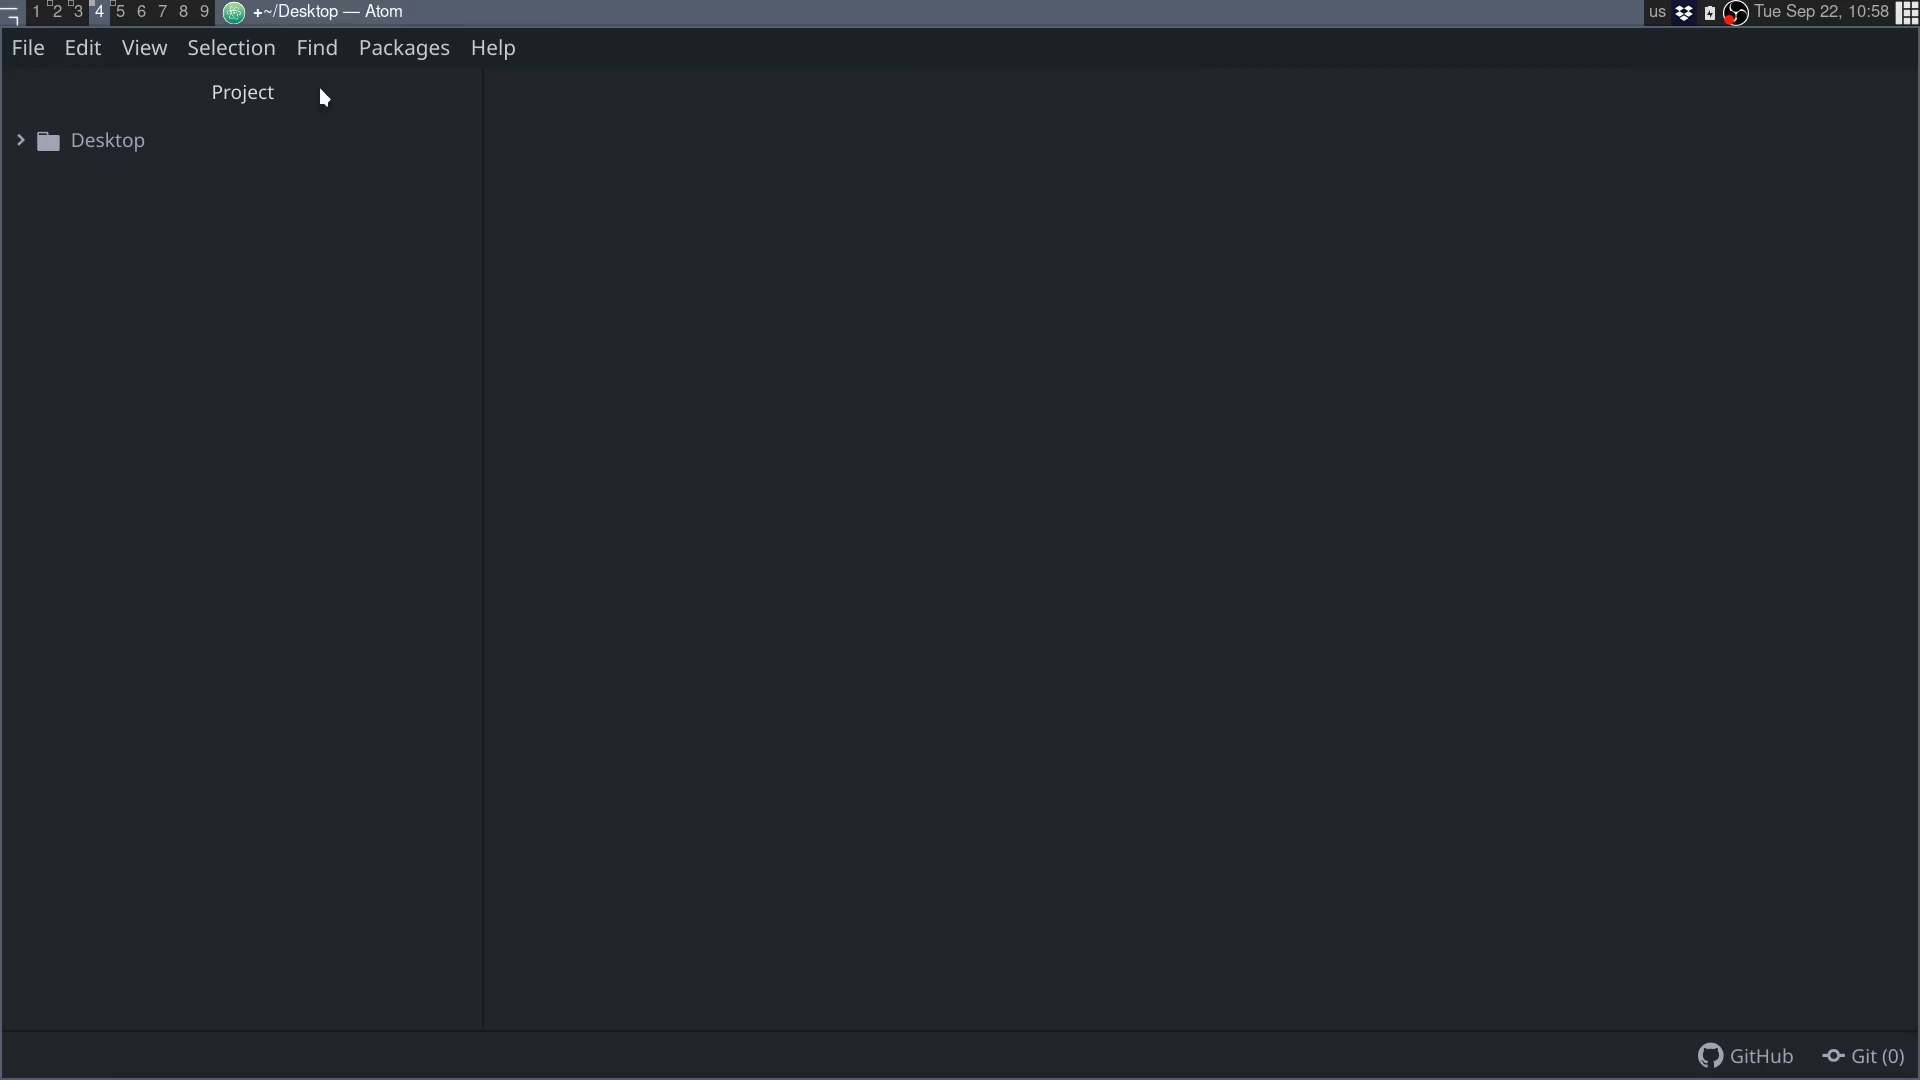 1 2 3 4 5 6 7 8 9 +~/Desktop — Atom us Tue Sep 22, 10:58
File Edit View Selection Find Packages Help
Project
Desktop
GitHub Git (0)